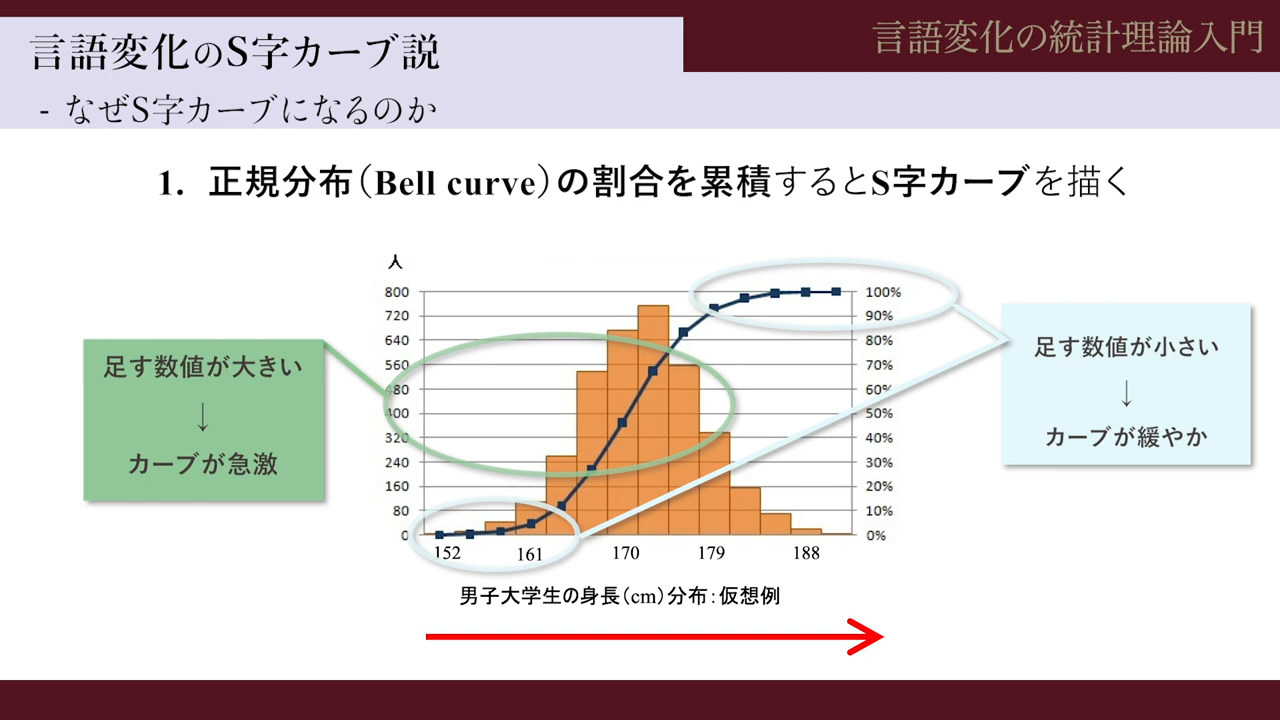 言語変化の統計理論入門
言語変化のS字カーブ説
- なぜS字カーブになるのか
1. 正規分布（Bell curve）の割合を累積するとS字カーブを描く
人
800
720
640
560
480
400
320
240
160
80
0
100%
90%
80%
70%
60%
50%
40%
30%
20%
10%
0%
152 161 170 179 188
男子大学生の身長（cm）分布：仮想例
足す数値が大きい
↓
カーブが急激
足す数値が小さい
↓
カーブが緩やか